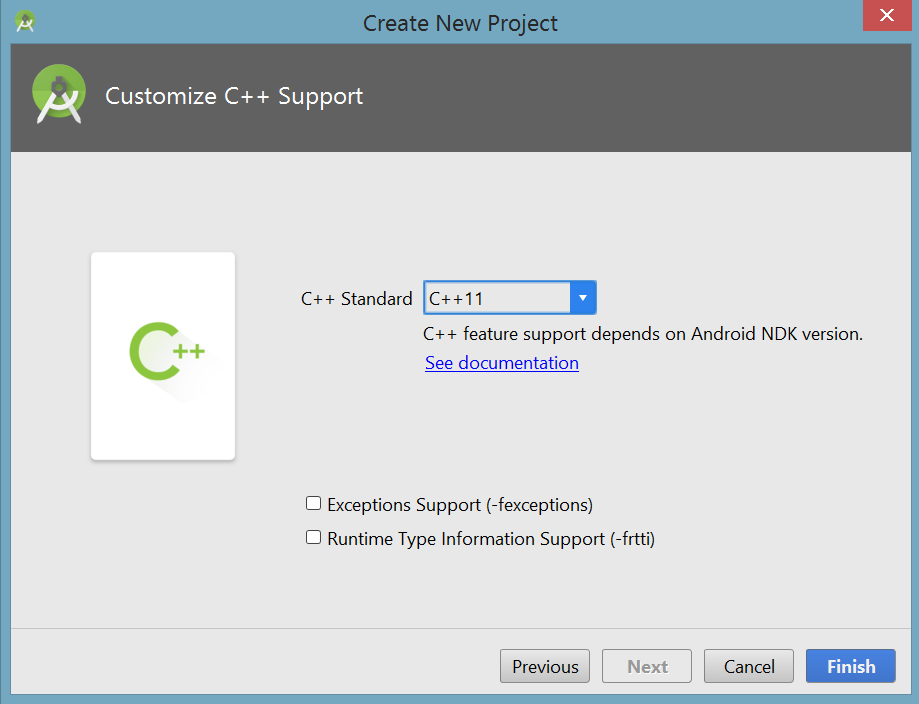 Create New Project
Customize C++ Support
C++ Standard C++11
C++ feature support depends on Android NDK version.
See documentation
C++
Exceptions Support (-fexceptions)
Runtime Type Information Support (-frtti)
Previous Next Cancel Finish